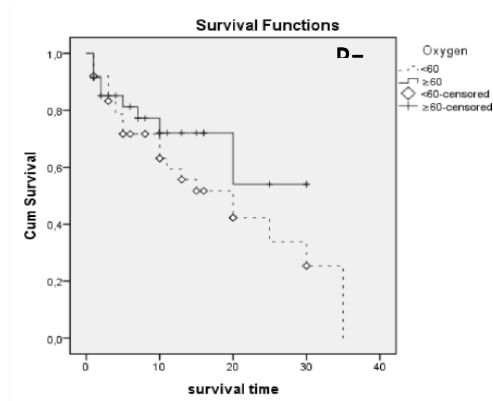 Survival Functions
Oxygen
<60
≥60
<60-censored
≥60-censored
1,0
0,8
0,6
0,4
0,2
0,0
Cum Survival
0
10
20
30
40
survival time